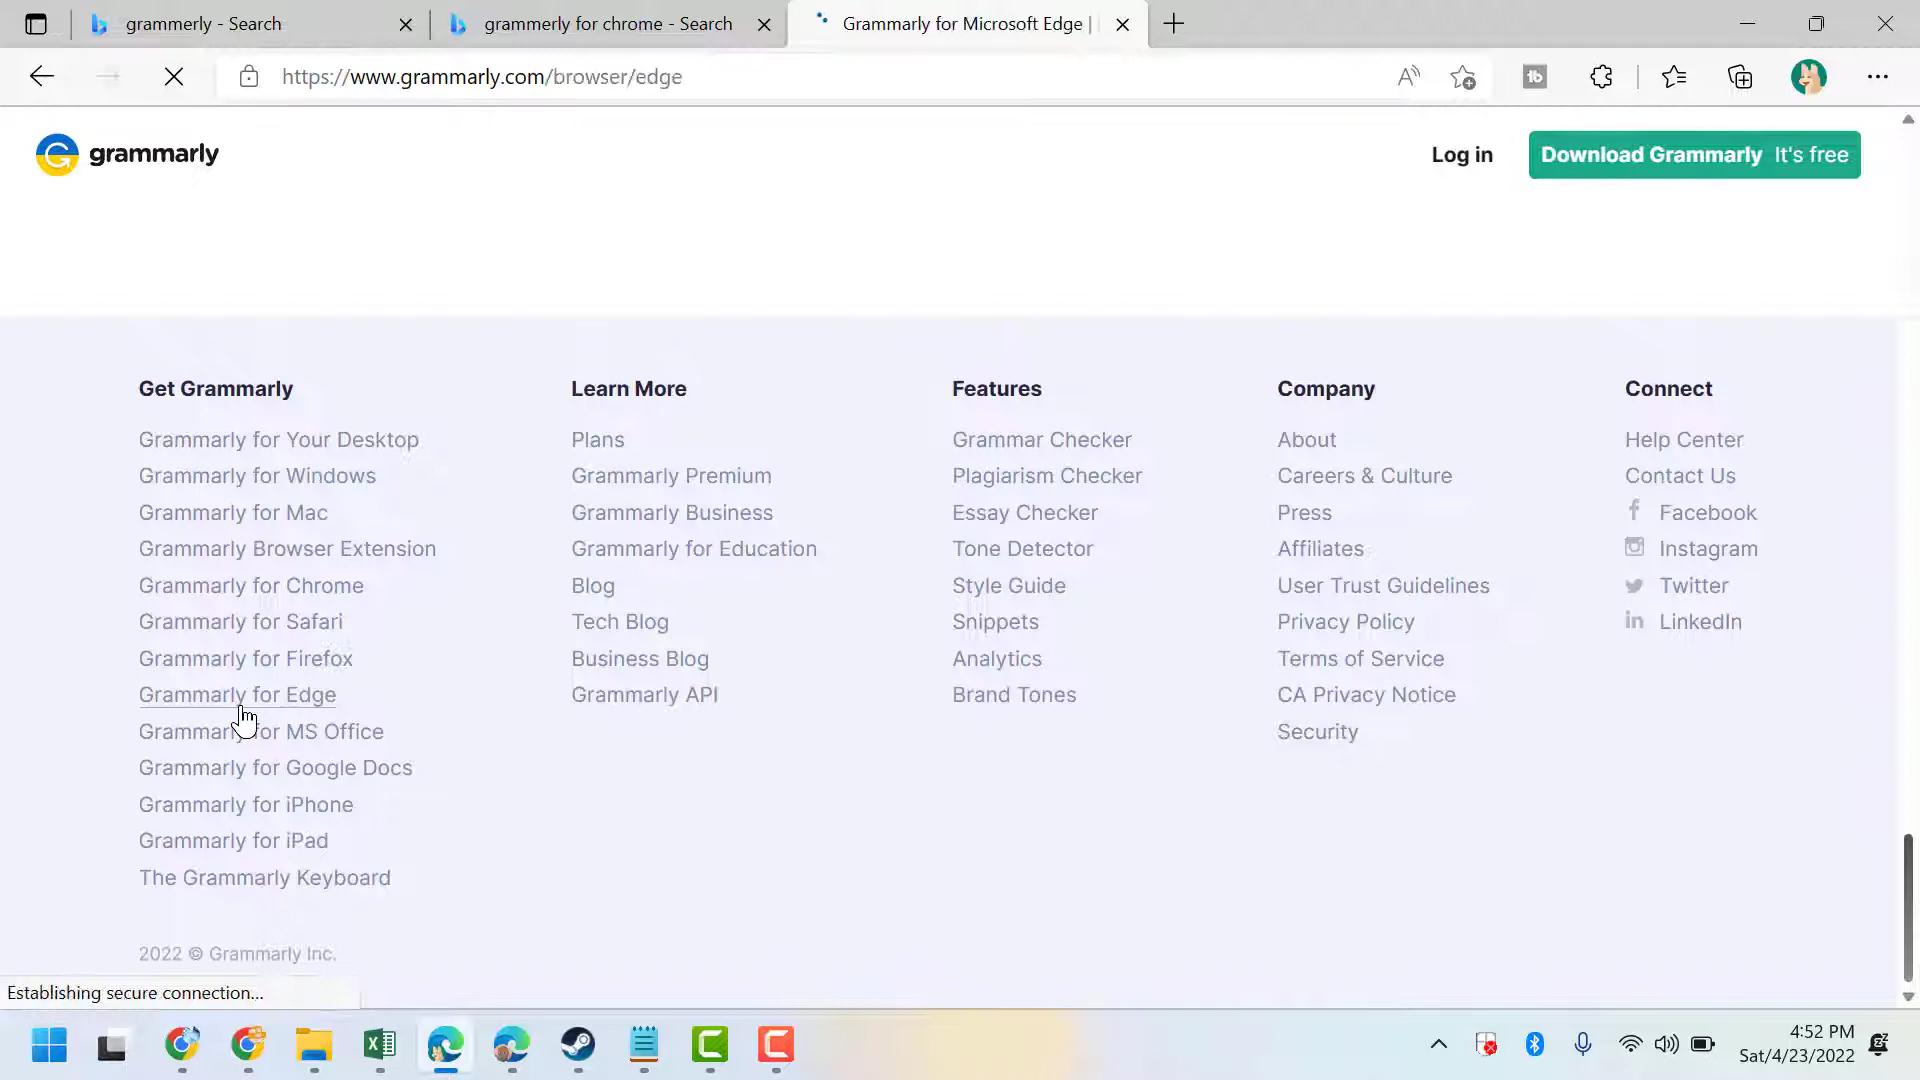 grammerly - Search
grammerly for chrome - Search
Grammarly for Microsoft Edge |
https://www.grammarly.com/browser/edge
grammarly
Log in
Download Grammarly It's free
Get Grammarly
Grammarly for Your Desktop
Grammarly for Windows
Grammarly for Mac
Grammarly Browser Extension
Grammarly for Chrome
Grammarly for Safari
Grammarly for Firefox
Grammarly for Edge
Grammarly for MS Office
Grammarly for Google Docs
Grammarly for iPhone
Grammarly for iPad
The Grammarly Keyboard
Learn More
Plans
Grammarly Premium
Grammarly Business
Grammarly for Education
Blog
Tech Blog
Business Blog
Grammarly API
Features
Grammar Checker
Plagiarism Checker
Essay Checker
Tone Detector
Style Guide
Snippets
Analytics
Brand Tones
Company
About
Careers & Culture
Press
Affiliates
User Trust Guidelines
Privacy Policy
Terms of Service
CA Privacy Notice
Security
Connect
Help Center
Contact Us
Facebook
Instagram
Twitter
LinkedIn
2022 © Grammarly Inc.
Establishing secure connection...
4:52 PM
Sat/4/23/2022